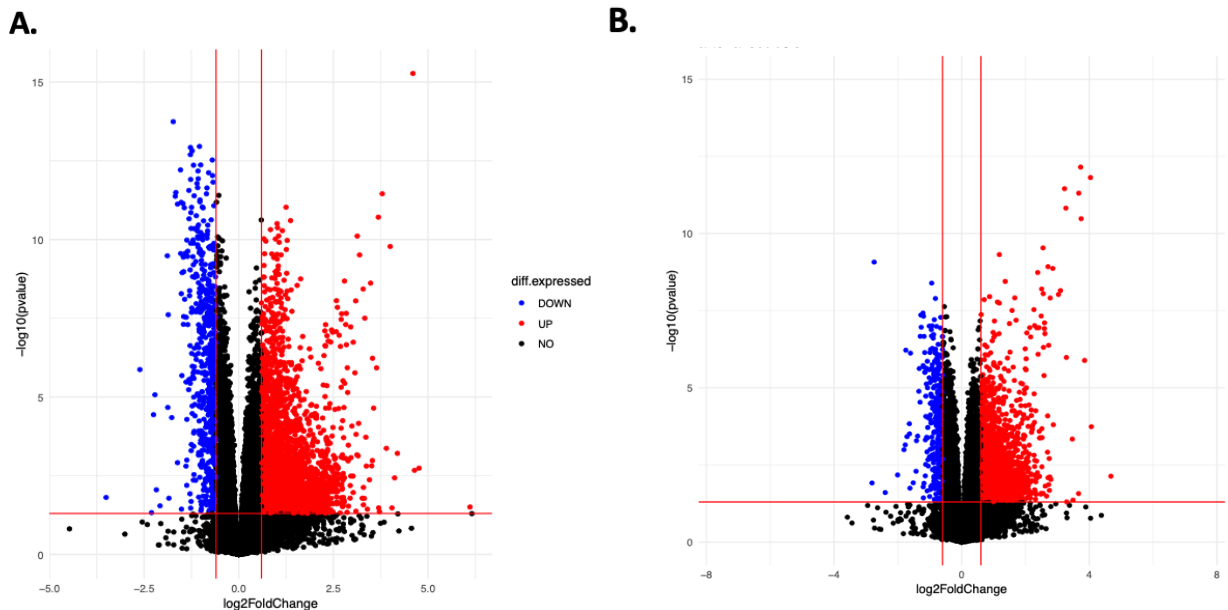 A.
15
10
5
0
-5.0
-2.5
0.0
2.5
5.0
−log10(pvalue)
log2FoldChange
diff.expressed
DOWN
UP
NO
B.
15
10
5
0
-8
-4
0
4
8
−log10(pvalue)
log2FoldChange